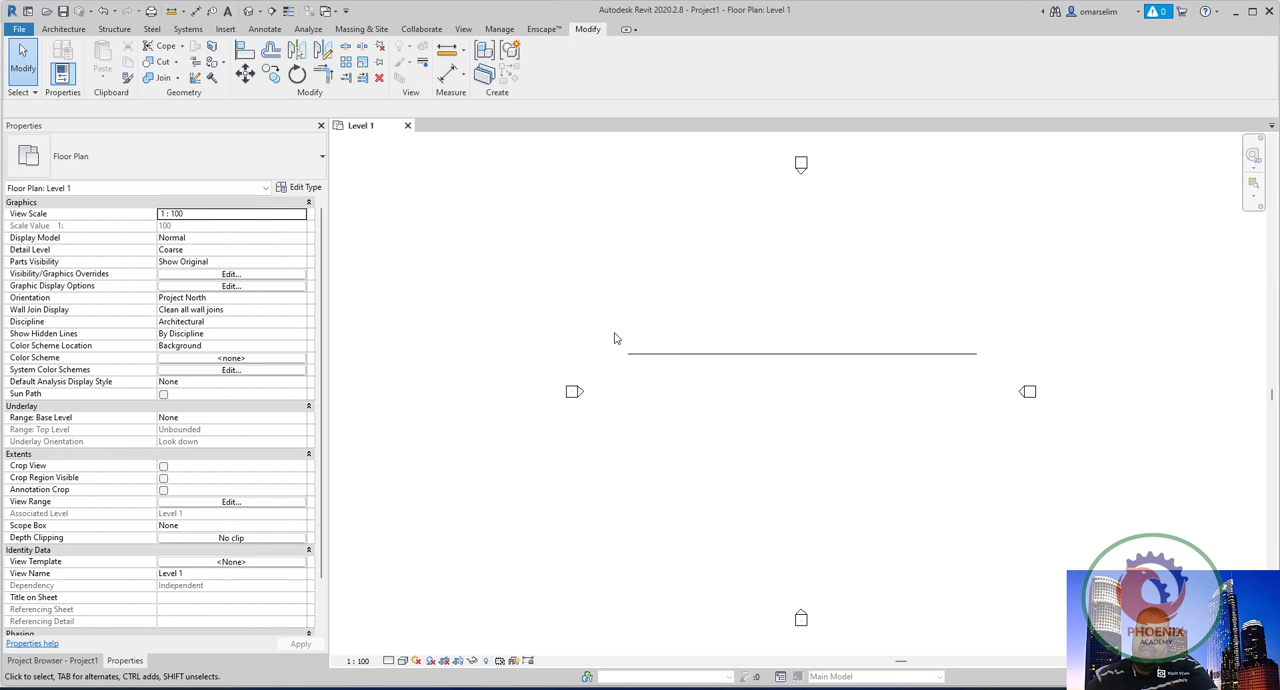 Autodesk Revit 2020.2.8 - Project1 - Floor Plan: Level 1
omarselim
0
File Architecture Structure Steel Systems Insert Annotate Analyze Massing & Site Collaborate View Manage Enscape™ Modify
Modify
Paste
Cope
Cut
Join
Select Properties Clipboard Geometry Modify View Measure Create
Properties
Level 1
Floor Plan
Floor Plan: Level 1
Edit Type
Graphics
View Scale 1 : 100
Scale Value 1: 100
Display Model Normal
Detail Level Coarse
Parts Visibility Show Original
Visibility/Graphics Overrides Edit...
Graphic Display Options Edit...
Orientation Project North
Wall Join Display Clean all wall joins
Discipline Architectural
Show Hidden Lines By Discipline
Color Scheme Location Background
Color Scheme <none>
System Color Schemes Edit...
Default Analysis Display Style None
Sun Path
Underlay
Range: Base Level None
Range: Top Level Unbounded
Underlay Orientation Look down
Extents
Crop View
Crop Region Visible
Annotation Crop
View Range Edit...
Associated Level Level 1
Scope Box None
Depth Clipping No clip
Identity Data
View Template <None>
View Name Level 1
Dependency Independent
Title on Sheet
Referencing Sheet
Referencing Detail
Phasing
Properties help Apply
Project Browser - Project1 Properties
1 : 100
Click to select, TAB for alternates, CTRL adds, SHIFT unselects.
:0
Main Model
PHOENIX
ACADEMY
XSplit VCam